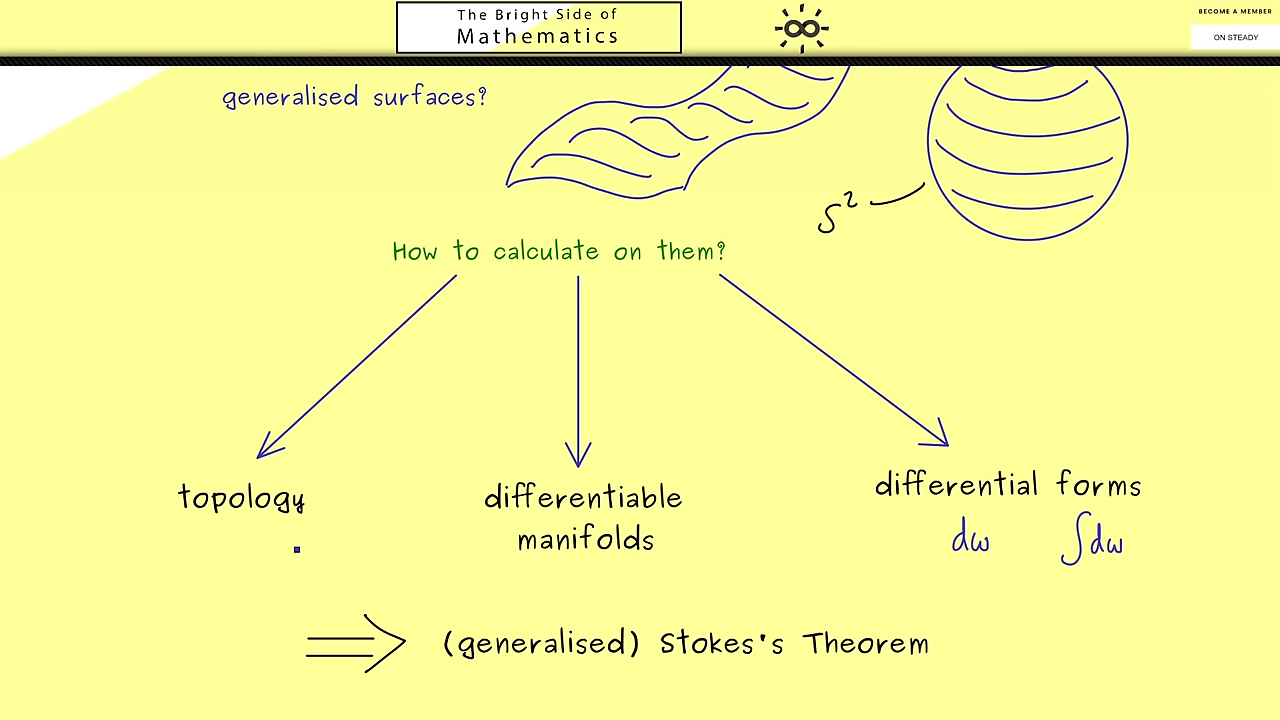 The Bright Side of
Mathematics
BECOME A MEMBER
ON STEADY
generalised surfaces?
S²
How to calculate on them?
topology
differentiable
manifolds
differential forms
dω ∫dω
⟹ (generalised) Stokes's Theorem